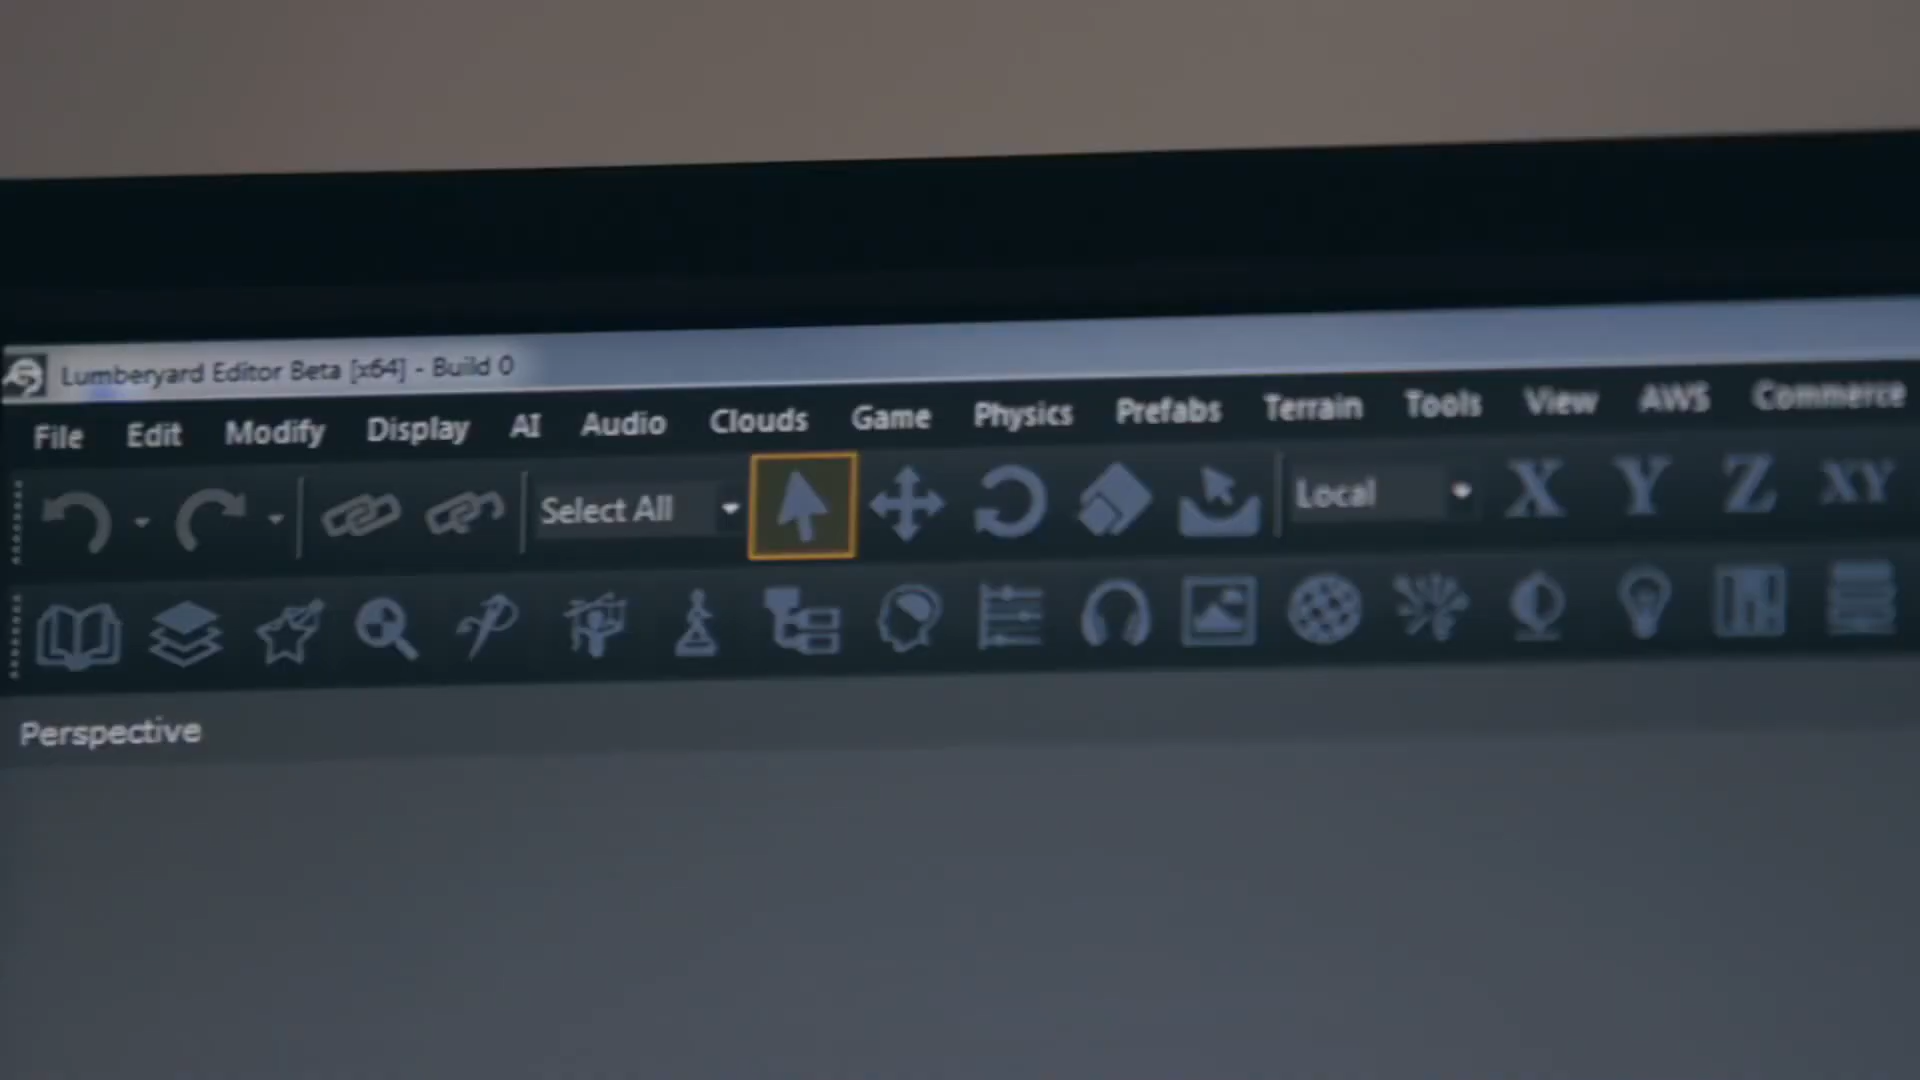 Lumberyard Editor Beta [x64] - Build 0
File Edit Modify Display AI Audio Clouds Game Physics Prefabs Terrain Tools View AWS Commerce
Select All Local X Y Z XY
Perspective